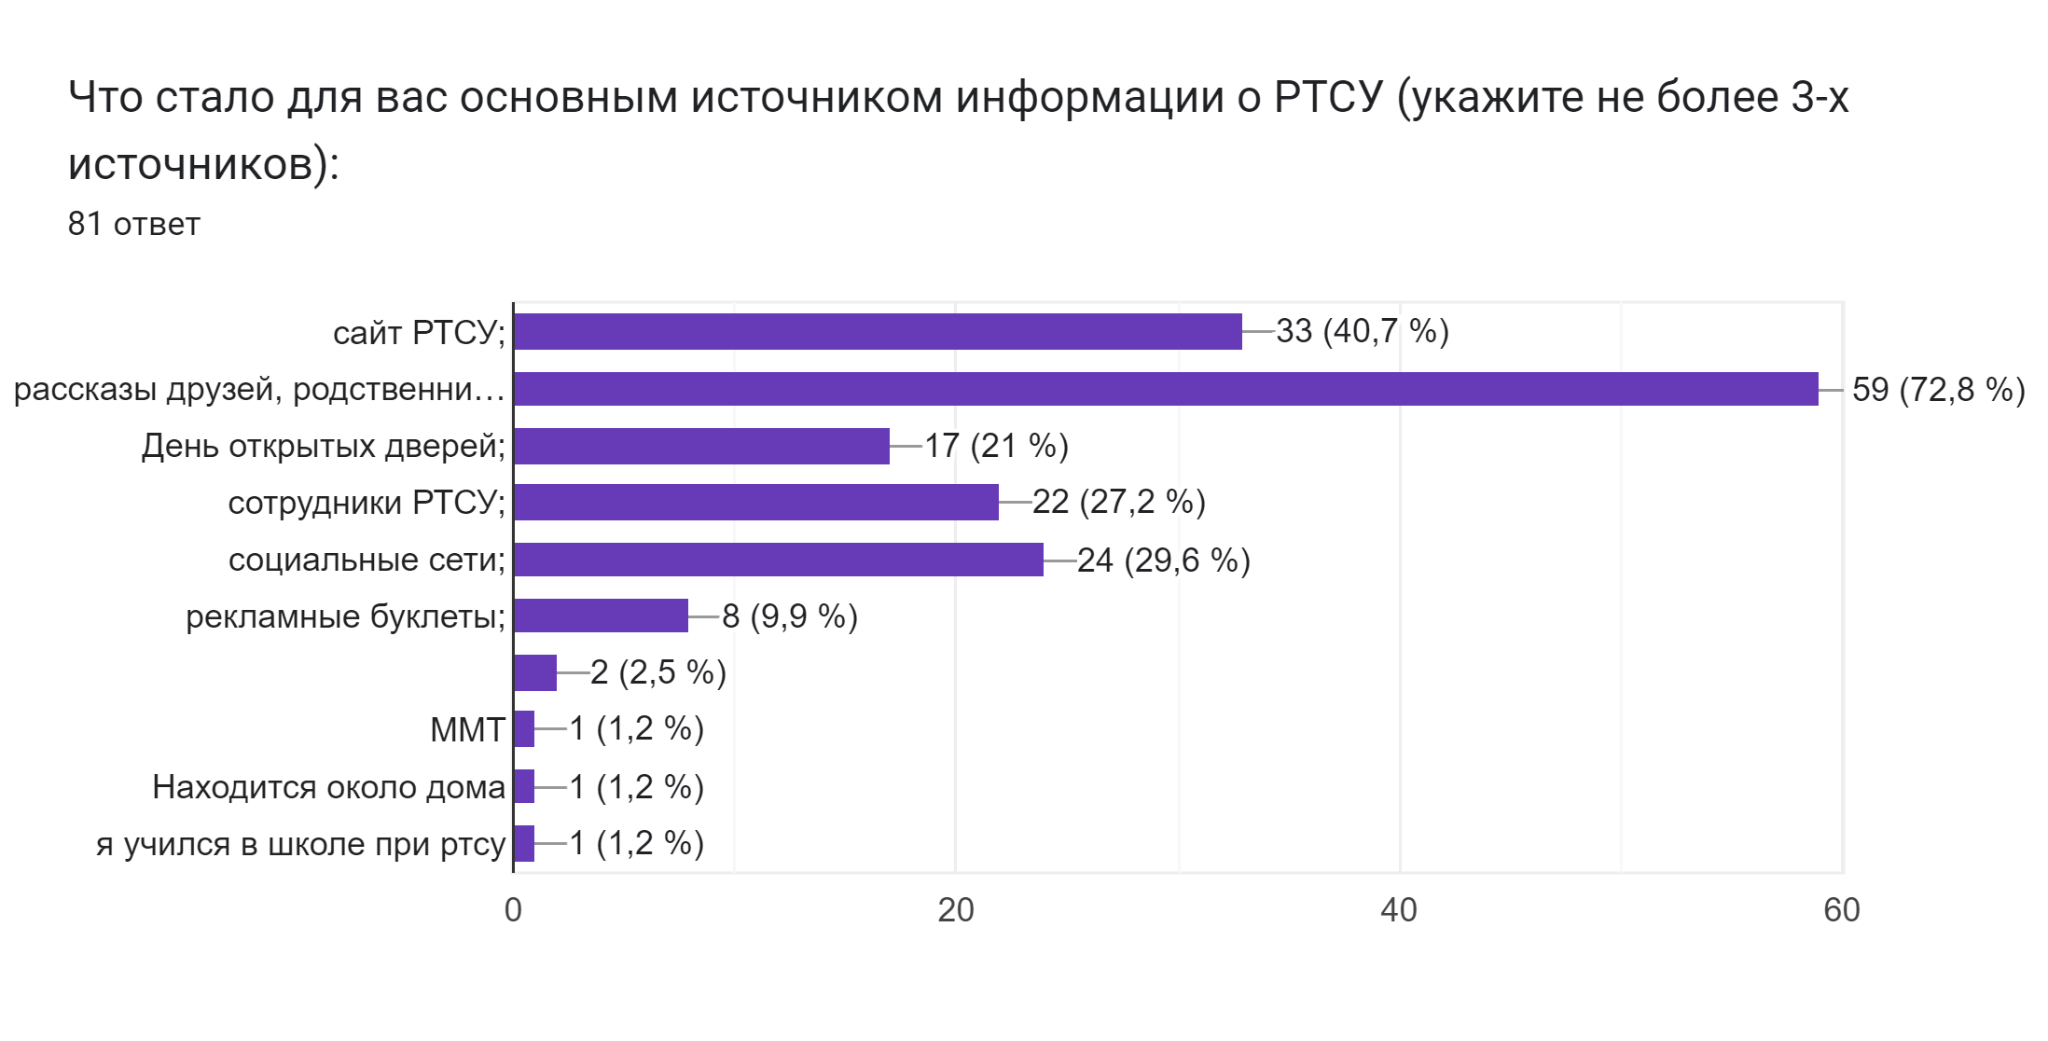 Что стало для вас основным источником информации о РТСУ (укажите не более 3-х
источников):
81 ответ
сайт РТСУ; 33 (40,7 %)
рассказы друзей, родственни… 59 (72,8 %)
День открытых дверей; 17 (21 %)
сотрудники РТСУ; 22 (27,2 %)
социальные сети; 24 (29,6 %)
рекламные буклеты; 8 (9,9 %)
2 (2,5 %)
ММТ 1 (1,2 %)
Находится около дома 1 (1,2 %)
я учился в школе при ртсу 1 (1,2 %)
0 20 40 60